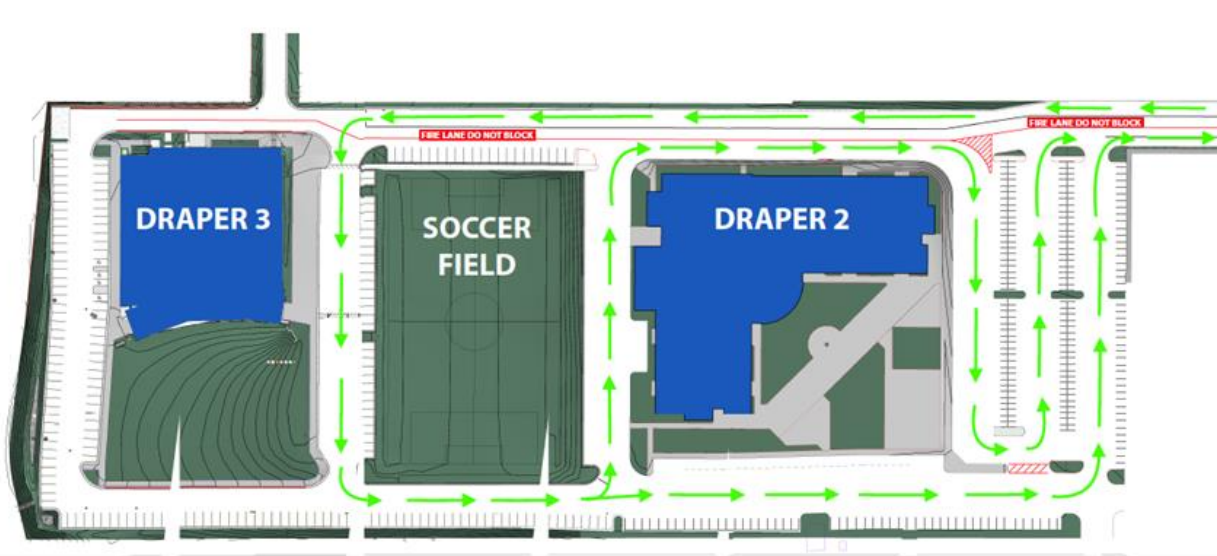 FIRE LANE DO NOT BLOCK
FIRE LANE DO NOT BLOCK
DRAPER 3
SOCCER
FIELD
DRAPER 2